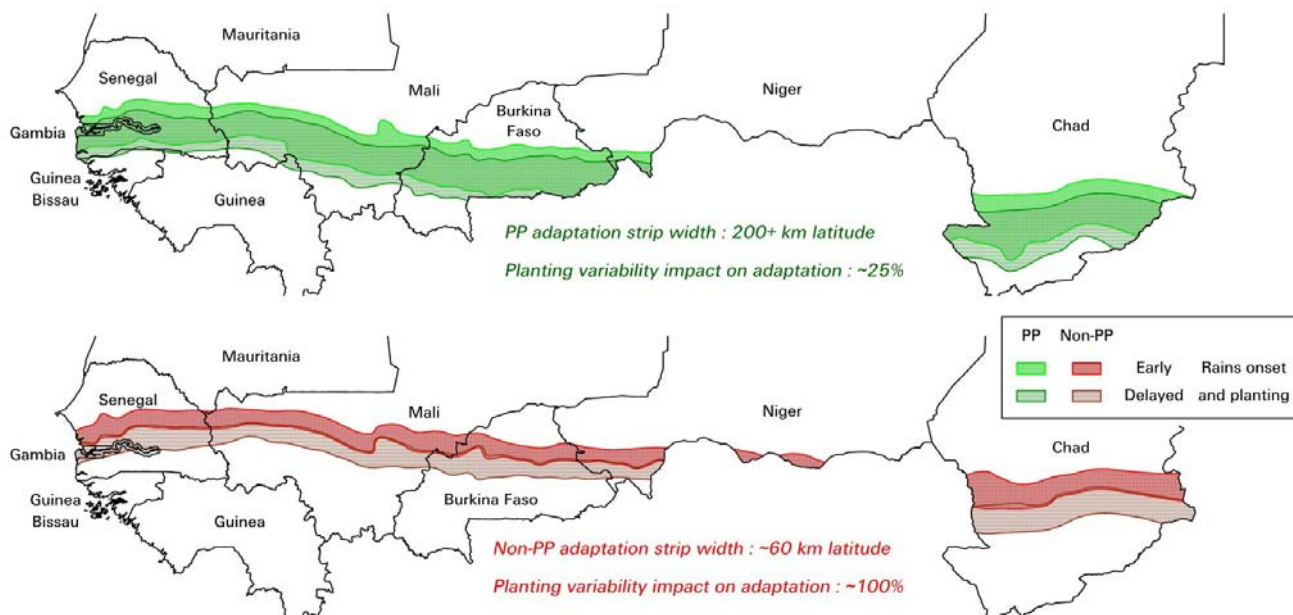 Mauritania
Senegal
Mali
Niger
Burkina
Faso
Gambia
Chad
Guinea
Bissau
Guinea
PP adaptation strip width : 200+ km latitude
Planting variability impact on adaptation : ~25%
PP Non-PP
Early Rains onset
Delayed and planting
Mauritania
Senegal
Mali
Niger
Gambia
Chad
Guinea
Bissau
Guinea
Burkina Faso
Non-PP adaptation strip width : ~60 km latitude
Planting variability impact on adaptation : ~100%